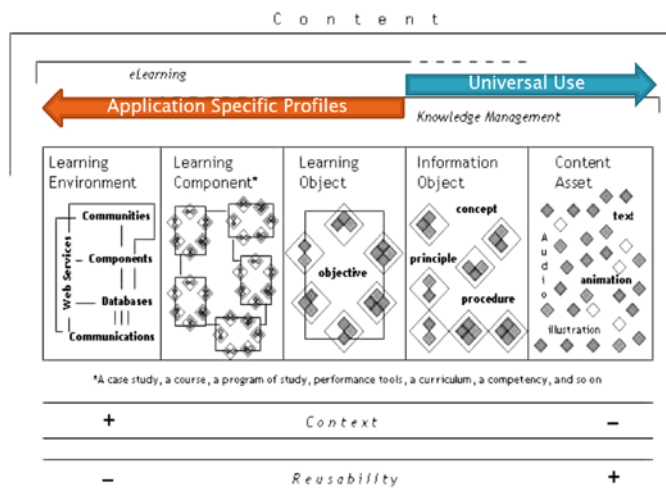 Content
eLearning
Universal Use
Application Specific Profiles
Knowledge Management
Learning Environment
Communities
Components
Databases
Communications
Web Services
Learning Component*
Learning Object
objective
Information Object
concept
principle
procedure
Content Asset
text
Audio
animation
illustration
*A case study, a course, a program of study, performance tools, a curriculum, a competency, and so on
+ Context –
– Reusability +